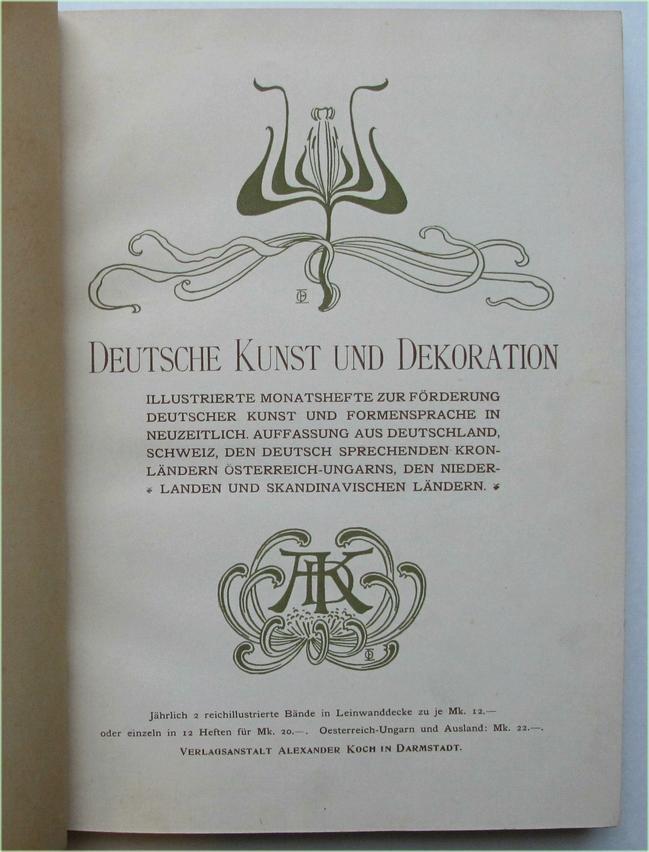 DEUTSCHE KUNST UND DEKORATION
ILLUSTRIERTE MONATSHEFTE ZUR FÖRDERUNG
DEUTSCHER KUNST UND FORMENSPRACHE IN
NEUZEITLICH. AUFFASSUNG AUS DEUTSCHLAND,
SCHWEIZ, DEN DEUTSCH SPRECHENDEN KRON-
LÄNDERN ÖSTERREICH-UNGARNS, DEN NIEDER-
LANDEN UND SKANDINAVISCHEN LÄNDERN.
AK
Jährlich 2 reichillustrierte Bände in Leinwanddecke zu je Mk. 12.—
oder einzeln in 12 Heften für Mk. 20.—. Oesterreich-Ungarn und Ausland: Mk. 22.—.
VERLAGSANSTALT ALEXANDER KOCH IN DARMSTADT.